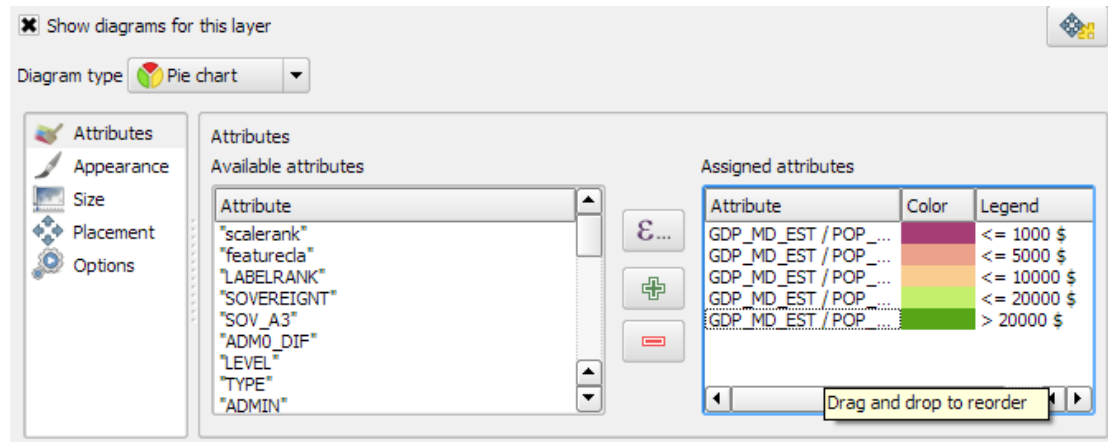 Show diagrams for this layer
Diagram type Pie chart
Attributes
Appearance
Size
Placement
Options
Attributes
Available attributes
Attribute
"scalerank"
"featurecla"
"LABELRANK"
"SOVEREIGNT"
"SOV_A3"
"ADM0_DIF"
"LEVEL"
"TYPE"
"ADMIN"
ε...
Assigned attributes
Attribute Color Legend
GDP_MD_EST / POP_... <= 1000 $
GDP_MD_EST / POP_... <= 5000 $
GDP_MD_EST / POP_... <= 10000 $
GDP_MD_EST / POP_... <= 20000 $
GDP_MD_EST / POP_... > 20000 $
Drag and drop to reorder